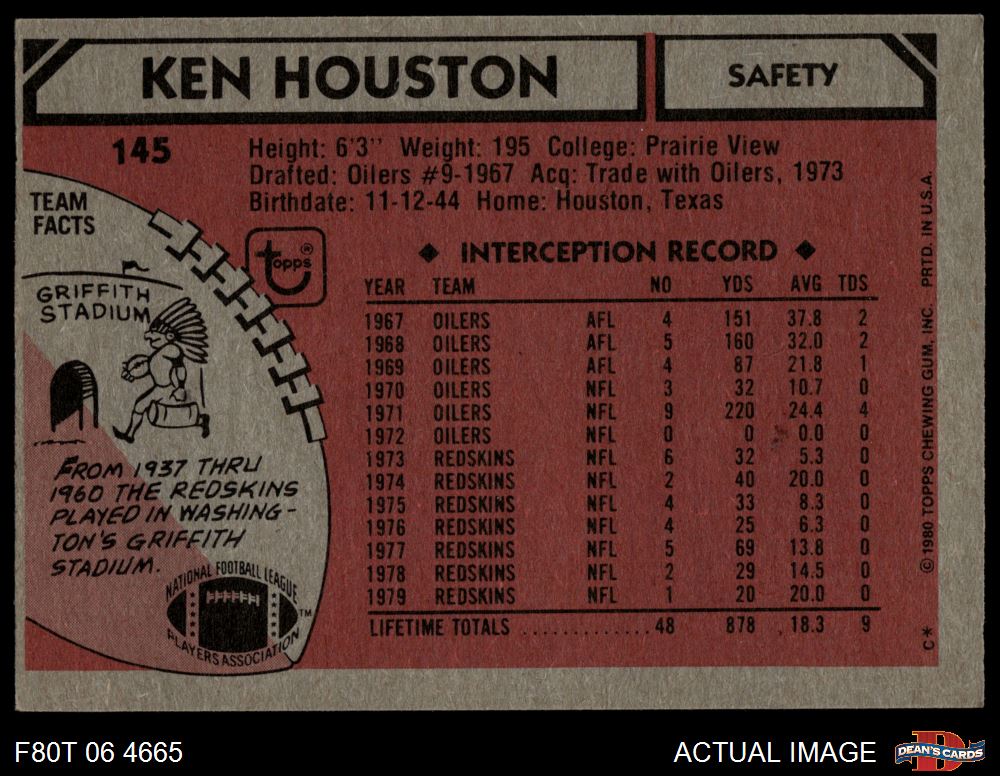 KEN HOUSTON
SAFETY
145
Height: 6'3" Weight: 195 College: Prairie View
Drafted: Oilers #9-1967 Acq: Trade with Oilers, 1973
Birthdate: 11-12-44 Home: Houston, Texas
TEAM
FACTS
topps®
GRIFFITH
STADIUM
FROM 1937 THRU
1960 THE REDSKINS
PLAYED IN WASHING-
TON'S GRIFFITH
STADIUM.
NATIONAL FOOTBALL LEAGUE
PLAYERS ASSOCIATION
TM
◆ INTERCEPTION RECORD ◆
YEAR TEAM NO YDS AVG TDS
1967 OILERS AFL 4 151 37.8 2
1968 OILERS AFL 5 160 32.0 2
1969 OILERS AFL 4 87 21.8 1
1970 OILERS NFL 3 32 10.7 0
1971 OILERS NFL 9 220 24.4 4
1972 OILERS NFL 0 0 0.0 0
1973 REDSKINS NFL 6 32 5.3 0
1974 REDSKINS NFL 2 40 20.0 0
1975 REDSKINS NFL 4 33 8.3 0
1976 REDSKINS NFL 4 25 6.3 0
1977 REDSKINS NFL 5 69 13.8 0
1978 REDSKINS NFL 2 29 14.5 0
1979 REDSKINS NFL 1 20 20.0 0
LIFETIME TOTALS ............. 48 878 18.3 9
C* ©1980 TOPPS CHEWING GUM, INC. PRTD. IN U.S.A.
F80T 06 4665
ACTUAL IMAGE
DEAN'S CARDS